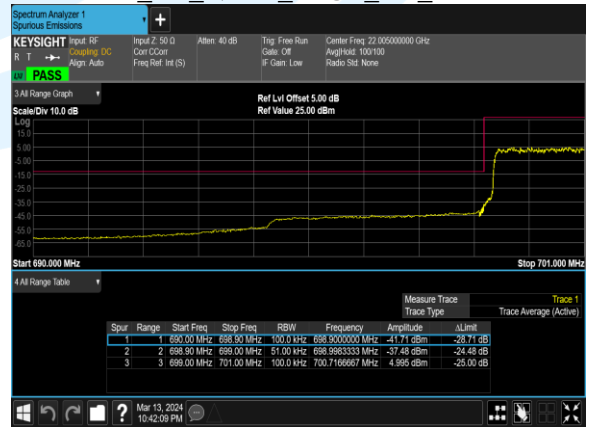 Spectrum Analyzer 1
Spurious Emissions
KEYSIGHT Input: RF Input Z: 50 Ω Atten: 40 dB Trig: Free Run Center Freq: 22.005000000 GHz
Coupling: DC Corr CCorr Gate: Off Avg|Hold: 100/100
R T Align: Auto Freq Ref: Int (S) IF Gain: Low Radio Std: None
PASS
3 All Range Graph
Ref Lvl Offset 5.00 dB
Scale/Div 10.0 dB Ref Value 25.00 dBm
Log
15.0
5.00
-5.00
-15.0
-25.0
-35.0
-45.0
-55.0
-65.0
Start 690.000 MHz Stop 701.000 MHz
4 All Range Table
Measure Trace Trace 1
Trace Type Trace Average (Active)
Spur Range Start Freq Stop Freq RBW Frequency Amplitude ΔLimit
1 1 690.00 MHz 698.90 MHz 100.0 kHz 698.9000000 MHz -41.71 dBm -28.71 dB
2 2 698.90 MHz 699.00 MHz 51.00 kHz 698.9983333 MHz -37.48 dBm -24.48 dB
3 3 699.00 MHz 701.00 MHz 100.0 kHz 700.7166667 MHz 4.995 dBm -25.00 dB
? Mar 13, 2024
10:42:09 PM